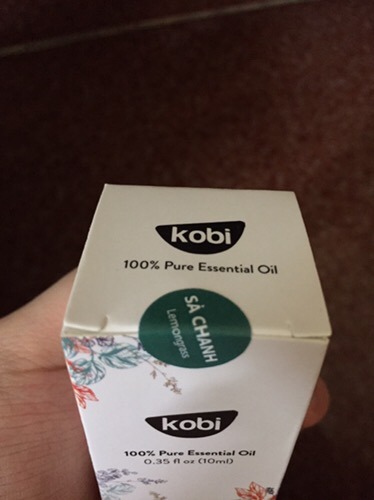 kobi
100% Pure Essential Oil
SẢ CHANH
Lemongrass
kobi
100% Pure Essential Oil
0.35 fl oz (10ml)